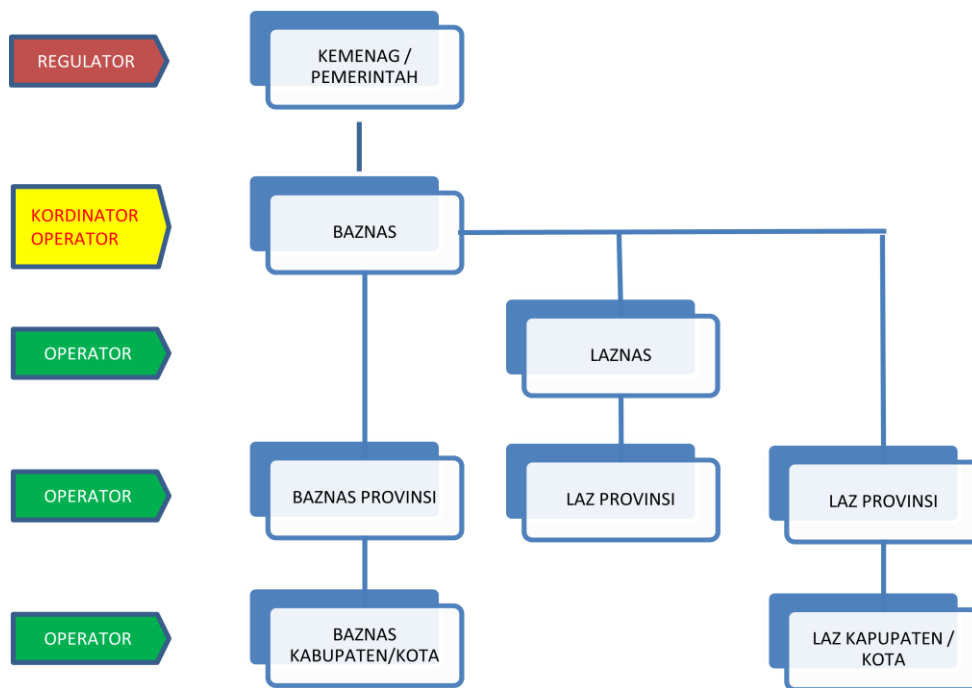 REGULATOR
KEMENAG /
PEMERINTAH
KORDINATOR
OPERATOR
BAZNAS
OPERATOR
LAZNAS
OPERATOR
BAZNAS PROVINSI
LAZ PROVINSI
LAZ PROVINSI
OPERATOR
BAZNAS
KABUPATEN/KOTA
LAZ KAPUPATEN /
KOTA